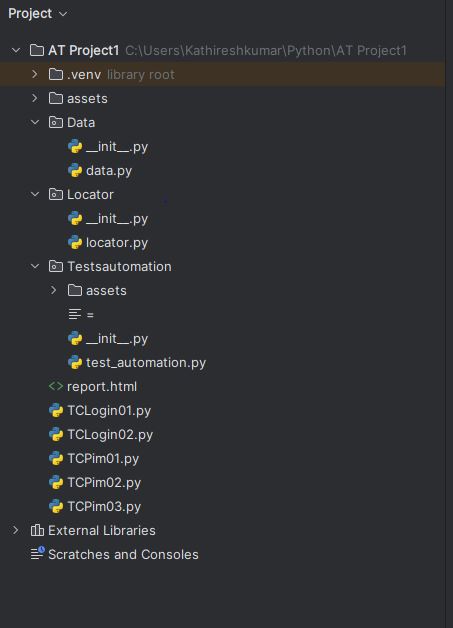 Project
AT Project1 C:\Users\Kathireshkumar\Python\AT Project1
.venv library root
assets
Data
__init__.py
data.py
Locator
__init__.py
locator.py
Testsautomation
assets
=
__init__.py
test_automation.py
<> report.html
TCLogin01.py
TCLogin02.py
TCPim01.py
TCPim02.py
TCPim03.py
External Libraries
Scratches and Consoles